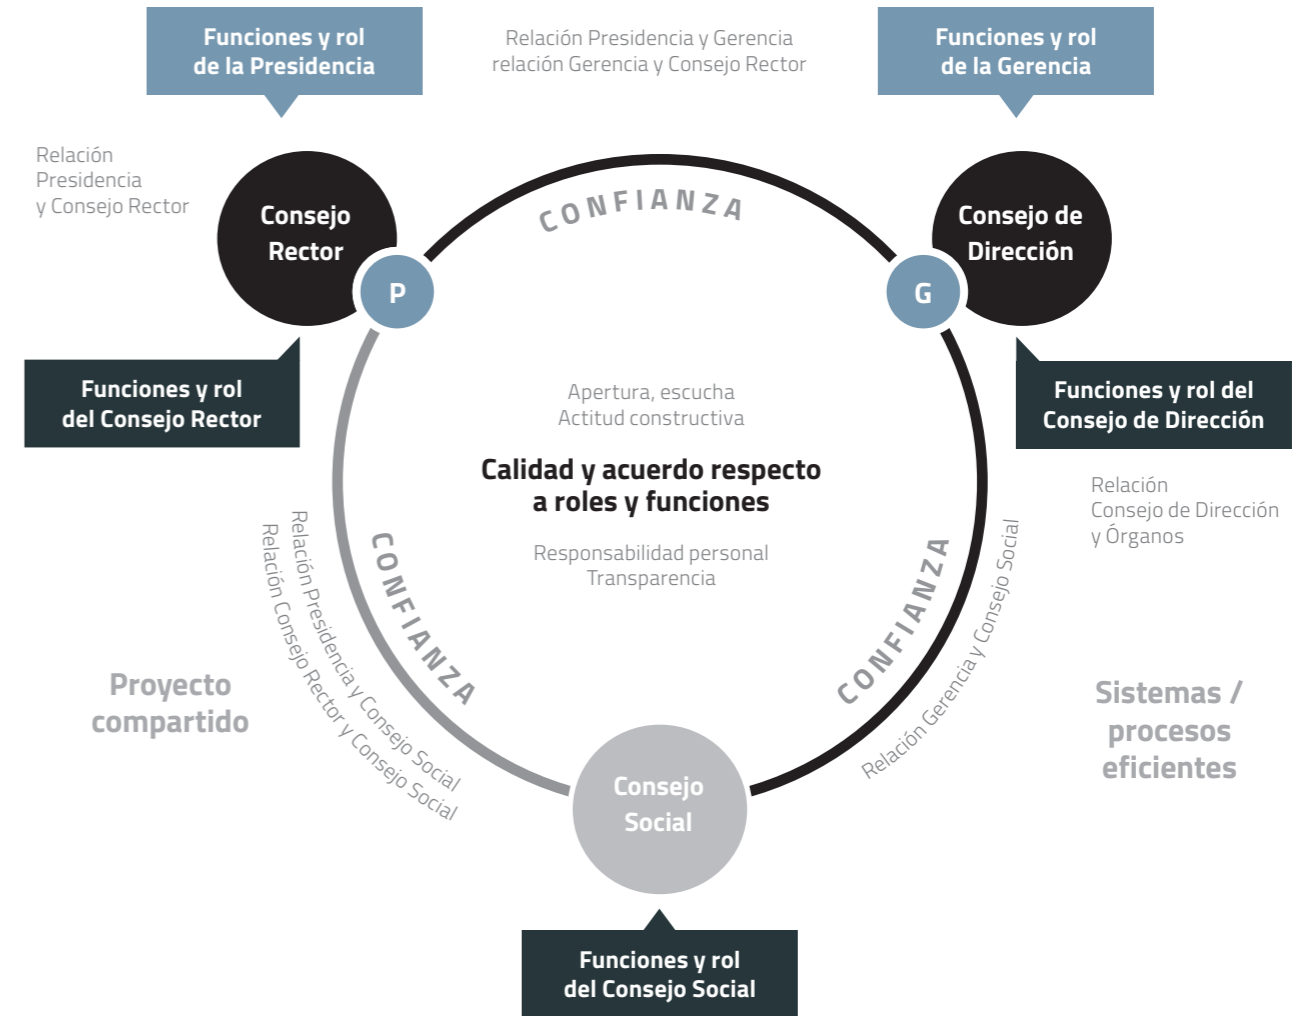 Funciones y rol
de la Presidencia
Relación Presidencia y Gerencia
relación Gerencia y Consejo Rector
Funciones y rol
de la Gerencia
Relación
Presidencia
y Consejo Rector
Consejo
Rector
P
CONFIANZA
Consejo de
Dirección
G
Funciones y rol
del Consejo Rector
Funciones y rol del
Consejo de Dirección
Apertura, escucha
Actitud constructiva
Calidad y acuerdo respecto
a roles y funciones
Responsabilidad personal
Transparencia
Relación
Consejo de Dirección
y Órganos
CONFIANZA
Relación Presidencia y Consejo Social
Relación Consejo Rector y Consejo Social
CONFIANZA
Relación Gerencia y Consejo Social
Proyecto
compartido
Sistemas /
procesos
eficientes
Consejo
Social
Funciones y rol
del Consejo Social